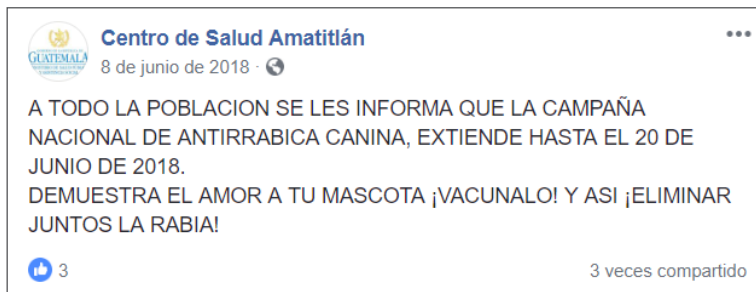 Centro de Salud Amatitlán
8 de junio de 2018 ·
GUATEMALA
A TODO LA POBLACION SE LES INFORMA QUE LA CAMPAÑA
NACIONAL DE ANTIRRABICA CANINA, EXTIENDE HASTA EL 20 DE
JUNIO DE 2018.
DEMUESTRA EL AMOR A TU MASCOTA ¡VACUNALO! Y ASI ¡ELIMINAR
JUNTOS LA RABIA!
3
3 veces compartido